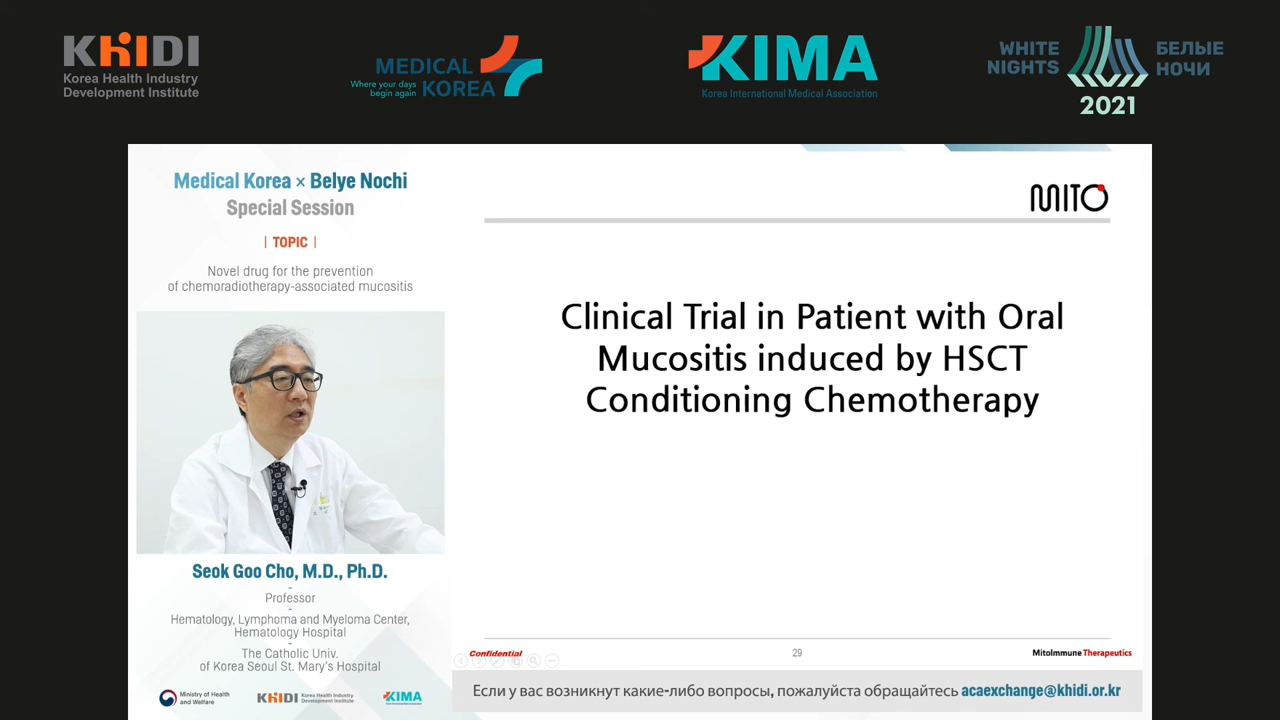 KHIDI
Korea Health Industry
Development Institute
MEDICAL
Where your days
begin again
KOREA
KIMA
Korea International Medical Association
WHITE
NIGHTS
БЕЛЫЕ
НОЧИ
2021
Medical Korea × Belye Nochi
Special Session
| TOPIC |
Novel drug for the prevention
of chemoradiotherapy-associated mucositis
Seok Goo Cho, M.D., Ph.D.
Professor
Hematology, Lymphoma and Myeloma Center,
Hematology Hospital
The Catholic Univ.
of Korea Seoul St. Mary's Hospital
Ministry of Health
and Welfare
KHIDI
Korea Health Industry
Development Institute
KIMA
MITO
Clinical Trial in Patient with Oral
Mucositis induced by HSCT
Conditioning Chemotherapy
Confidential
29
MitoImmune Therapeutics
Если у вас возникнут какие-либо вопросы, пожалуйста обращайтесь acaexchange@khidi.or.kr